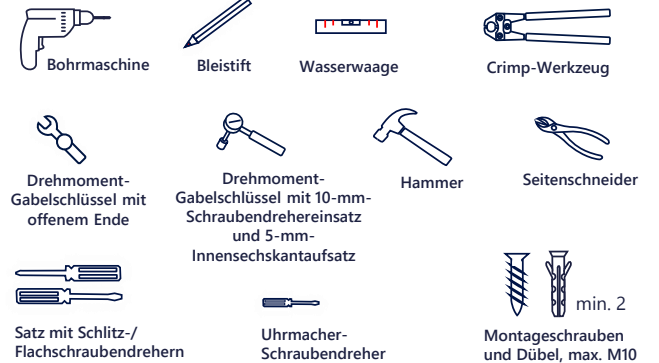 Bohrmaschine
Bleistift
Wasserwaage
Crimp-Werkzeug
Drehmoment-
Gabelschlüssel mit
offenem Ende
Drehmoment-
Gabelschlüssel mit 10-mm-
Schraubendrehereinsatz
und 5-mm-
Innensechskantaufsatz
Hammer
Seitenschneider
Satz mit Schlitz-/
Flachschraubendrehern
Uhrmacher-
Schraubendreher
min. 2
Montageschrauben
und Dübel, max. M10